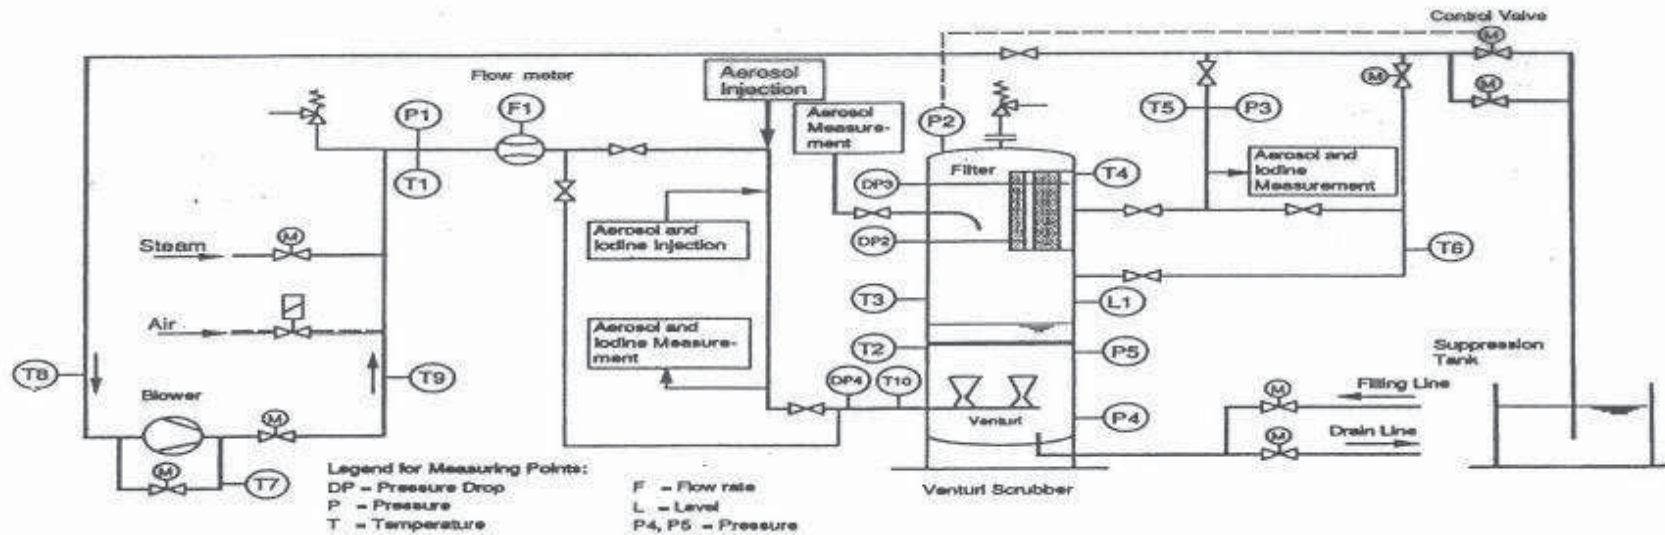 Control Valve
M
Flow meter
Aerosol
Injection
M
M
P1
F1
Aerosol
Measure-
ment
P2
T5
P3
T1
Filter
T4
Aerosol and
Iodine
Measurement
DP3
Aerosol and
Iodine Injection
M
Steam
DP2
T6
T3
L1
Air
Aerosol and
Iodine Measure-
ment
T2
P5
Suppression
Tank
T8
T9
DP4
T10
M
Filling Line
Blower
M
Venturi
P4
M
Drain Line
M
T7
Legend for Measuring Points:
DP – Pressure Drop
P – Pressure
T – Temperature
F – Flow rate
L – Level
P4, P5 – Pressure
Venturi Scrubber